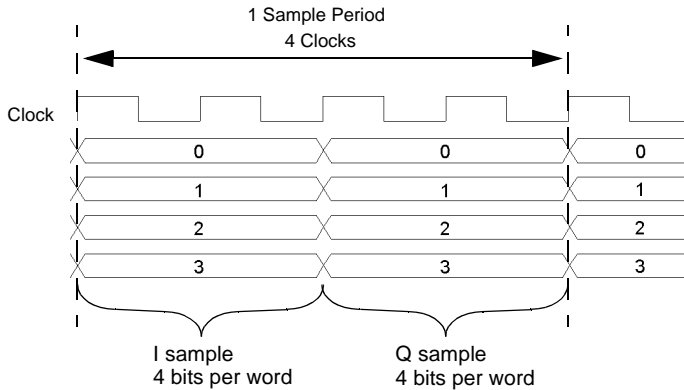 1 Sample Period
4 Clocks
Clock
0 0 0
1 1 1
2 2 2
3 3 3
I sample Q sample
4 bits per word 4 bits per word